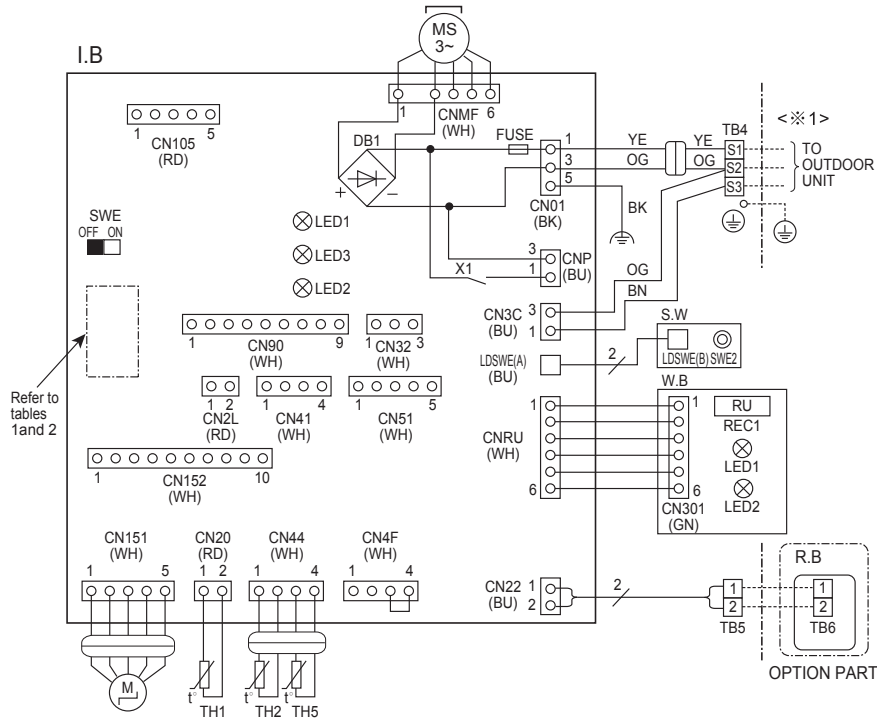 MS
3~
I.B
1 6
CNMF
(WH)
1 5
CN105
(RD)
DB1
+ −
FUSE
1
3
5
CN01
(BK)
YE YE
OG OG
BK
TB4
S1
S2
S3
<※1>
TO
OUTDOOR
UNIT
SWE
OFF ON
LED1
LED3
LED2
X1
3
1
CNP
(BU)
OG
BN
CN3C
(BU)
3
1
LDSWE(A)
(BU)
2
S.W
LDSWE(B) SWE2
1 9
CN90
(WH)
1 3
CN32
(WH)
Refer to
tables
1and 2
1 2
CN2L
(RD)
1 4
CN41
(WH)
1 5
CN51
(WH)
1
CNRU
(WH)
6
W.B
1
6
CN301
(GN)
RU
REC1
LED1
LED2
1 10
CN152
(WH)
CN151
(WH)
1 5
CN20
(RD)
1 2
CN44
(WH)
1 4
CN4F
(WH)
1 4
CN22
(BU)
1
2
2
1
2
TB5
R.B
1
2
TB6
OPTION PART
M
t°
TH1
t°
TH2
t°
TH5